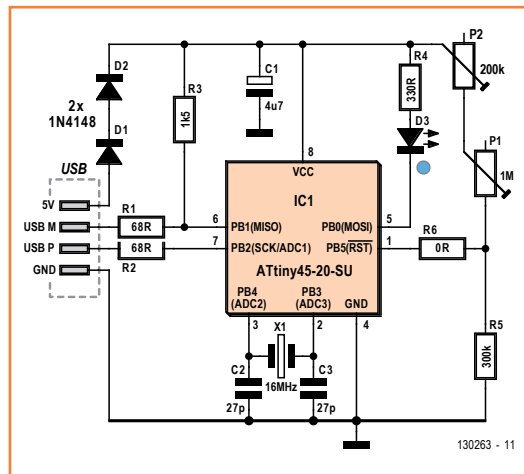 P2
200k
R4
330R
D3
P1
1M
C1
4u7
R3
1k5
D2
2x
1N4148
D1
USB
5V
USB M
USB P
GND
R1
68R
68R
R2
8
VCC
IC1
6
PB1(MISO)
PB0(MOSI)
5
7
PB2(SCK/ADC1)
PB5(RST)
1
R6
0R
ATtiny45-20-SU
PB4
(ADC2)
PB3
(ADC3)
GND
3
2
4
X1
16MHz
C2
27p
C3
27p
R5
300k
130263 - 11